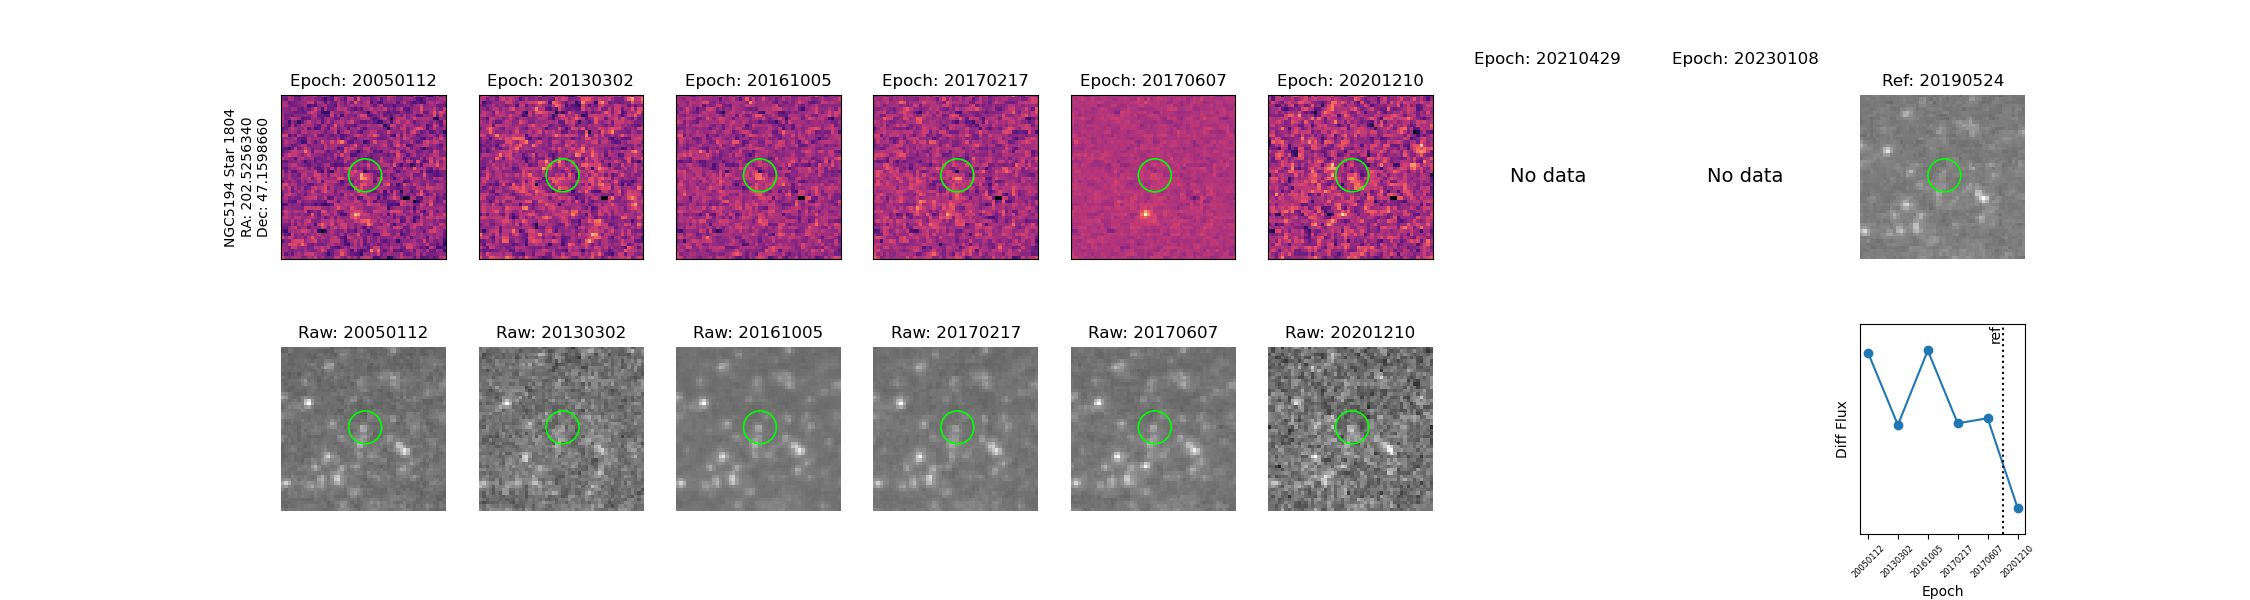 Epoch: 20210429
Epoch: 20230108
Epoch: 20050112
Epoch: 20130302
Epoch: 20161005
Epoch: 20170217
Epoch: 20170607
Epoch: 20201210
Ref: 20190524
NGC5194 Star 1804
RA: 202.5256340
Dec: 47.1598660
No data
No data
Raw: 20050112
Raw: 20130302
Raw: 20161005
Raw: 20170217
Raw: 20170607
Raw: 20201210
ref
Diff Flux
20050112
20130302
20161005
20170217
20170607
20201210
Epoch